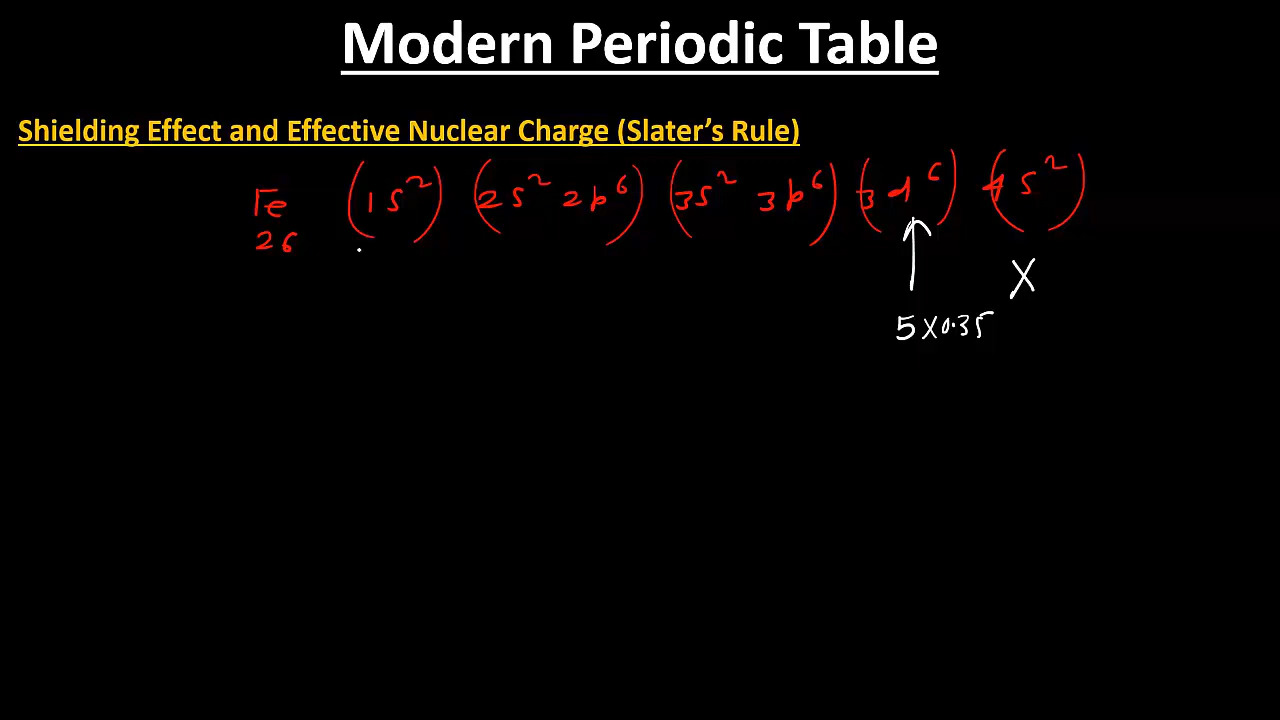 Modern Periodic Table
Shielding Effect and Effective Nuclear Charge (Slater's Rule)
Fe (1s²) (2s² 2p⁶) (3s² 3p⁶) (3d⁶) (4s²)
26
X
5×0.35